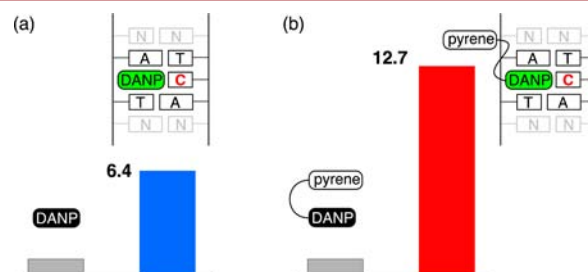 (a)
N N
A T
DANP C
T A
N N
6.4
DANP
(b)
pyrene
N N
A T
DANP C
T A
N N
12.7
pyrene
DANP